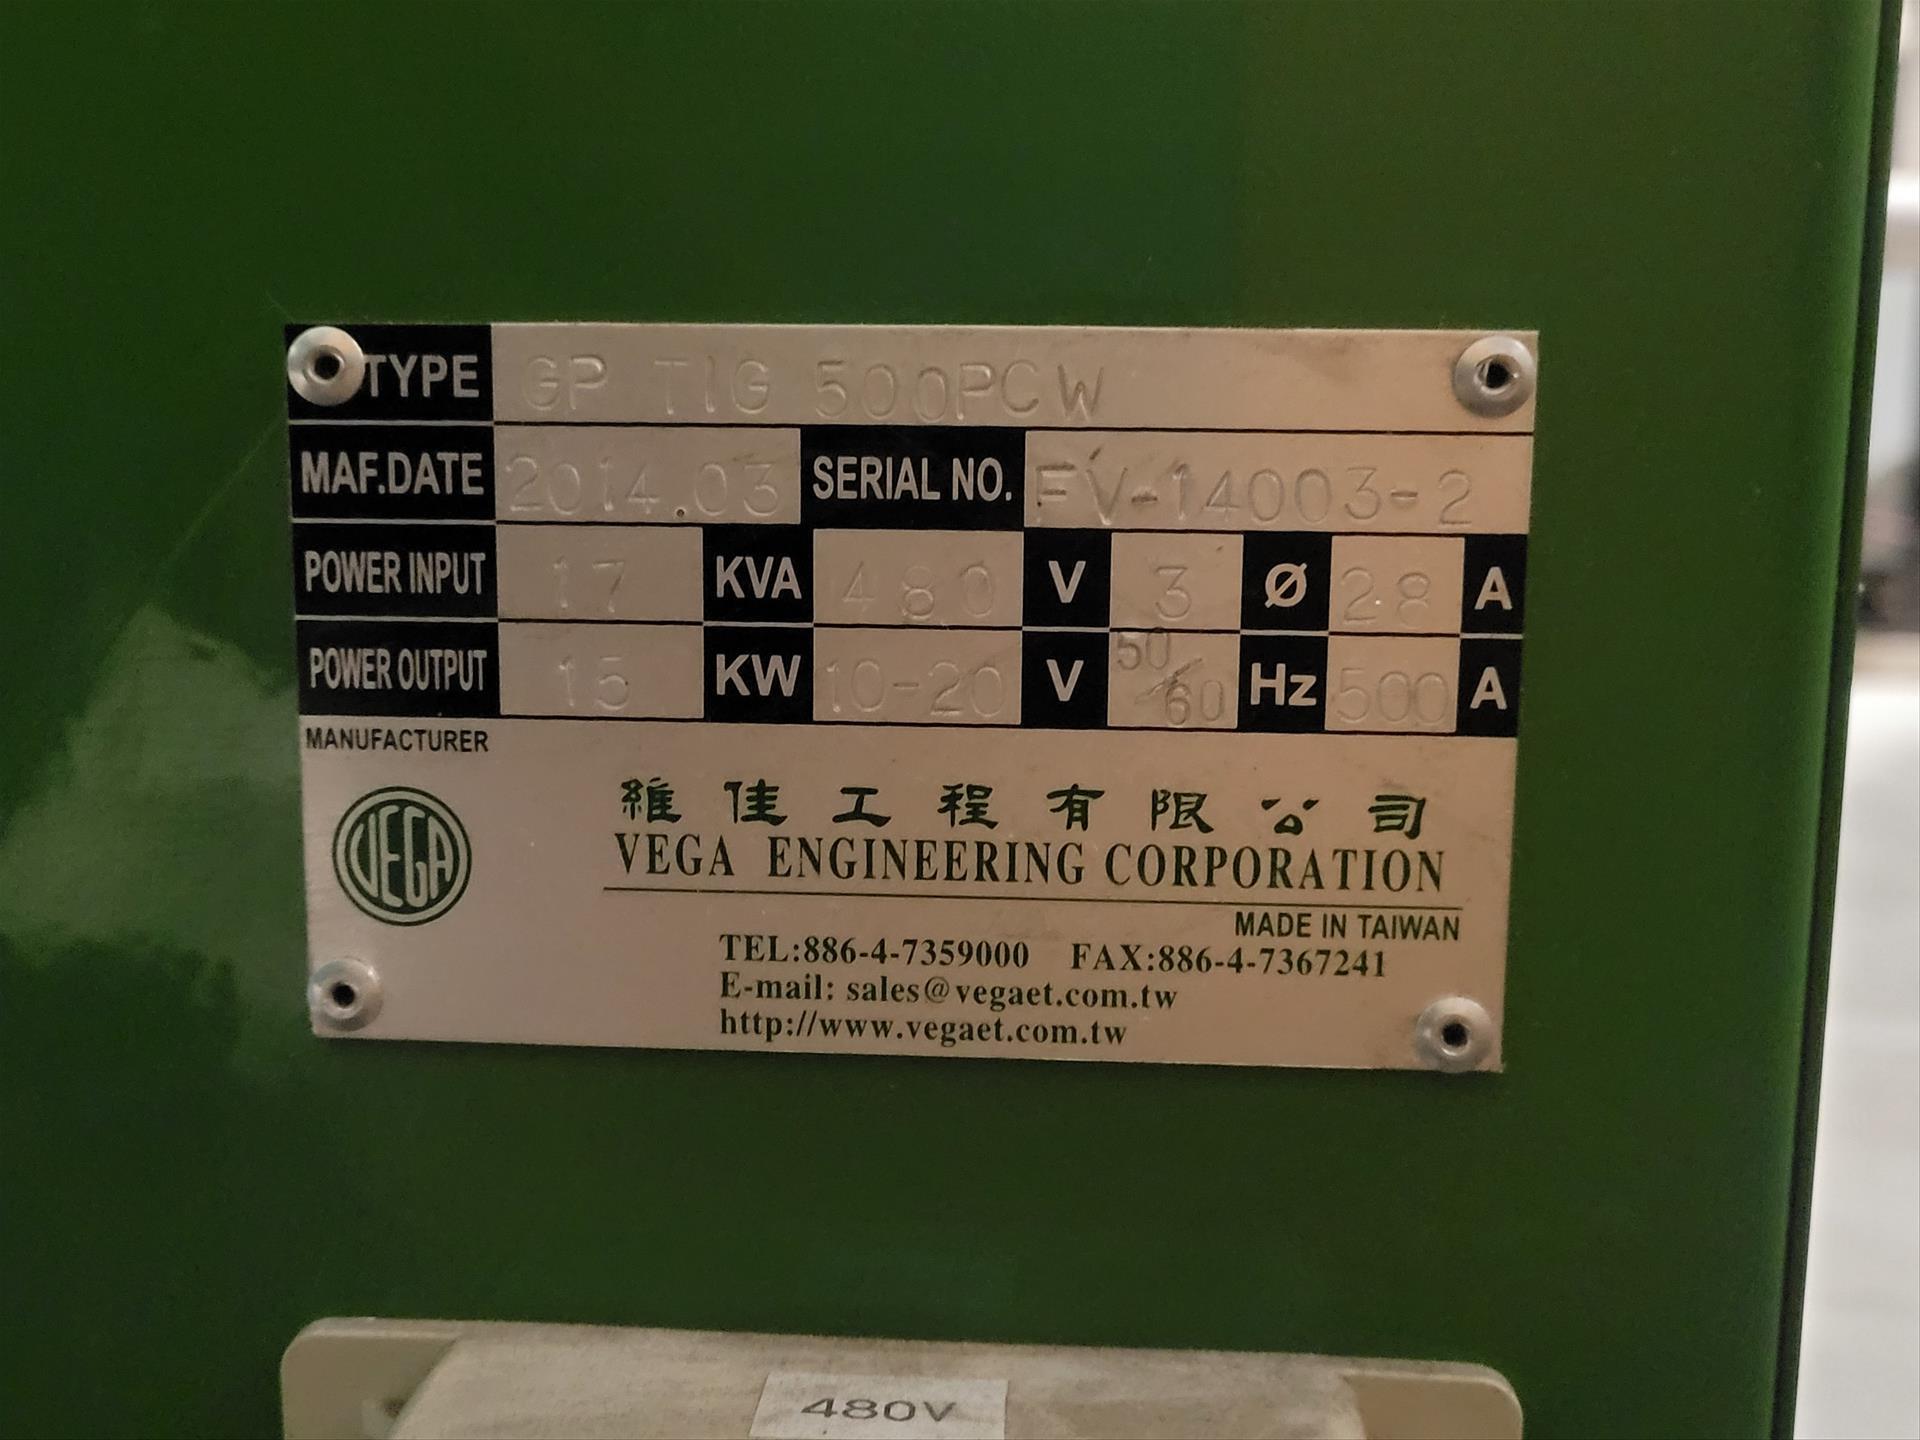 TYPE GP TIG 500PCW
MAF.DATE 2014.03 SERIAL NO. FV-14003-2
POWER INPUT 17 KVA 480 V 3 Ø 28 A
POWER OUTPUT 15 KW 10-20 V 50/60 Hz 500 A
MANUFACTURER
VEGA
維佳工程有限公司
VEGA ENGINEERING CORPORATION
MADE IN TAIWAN
TEL:886-4-7359000 FAX:886-4-7367241
E-mail: sales@vegaet.com.tw
http://www.vegaet.com.tw
480V